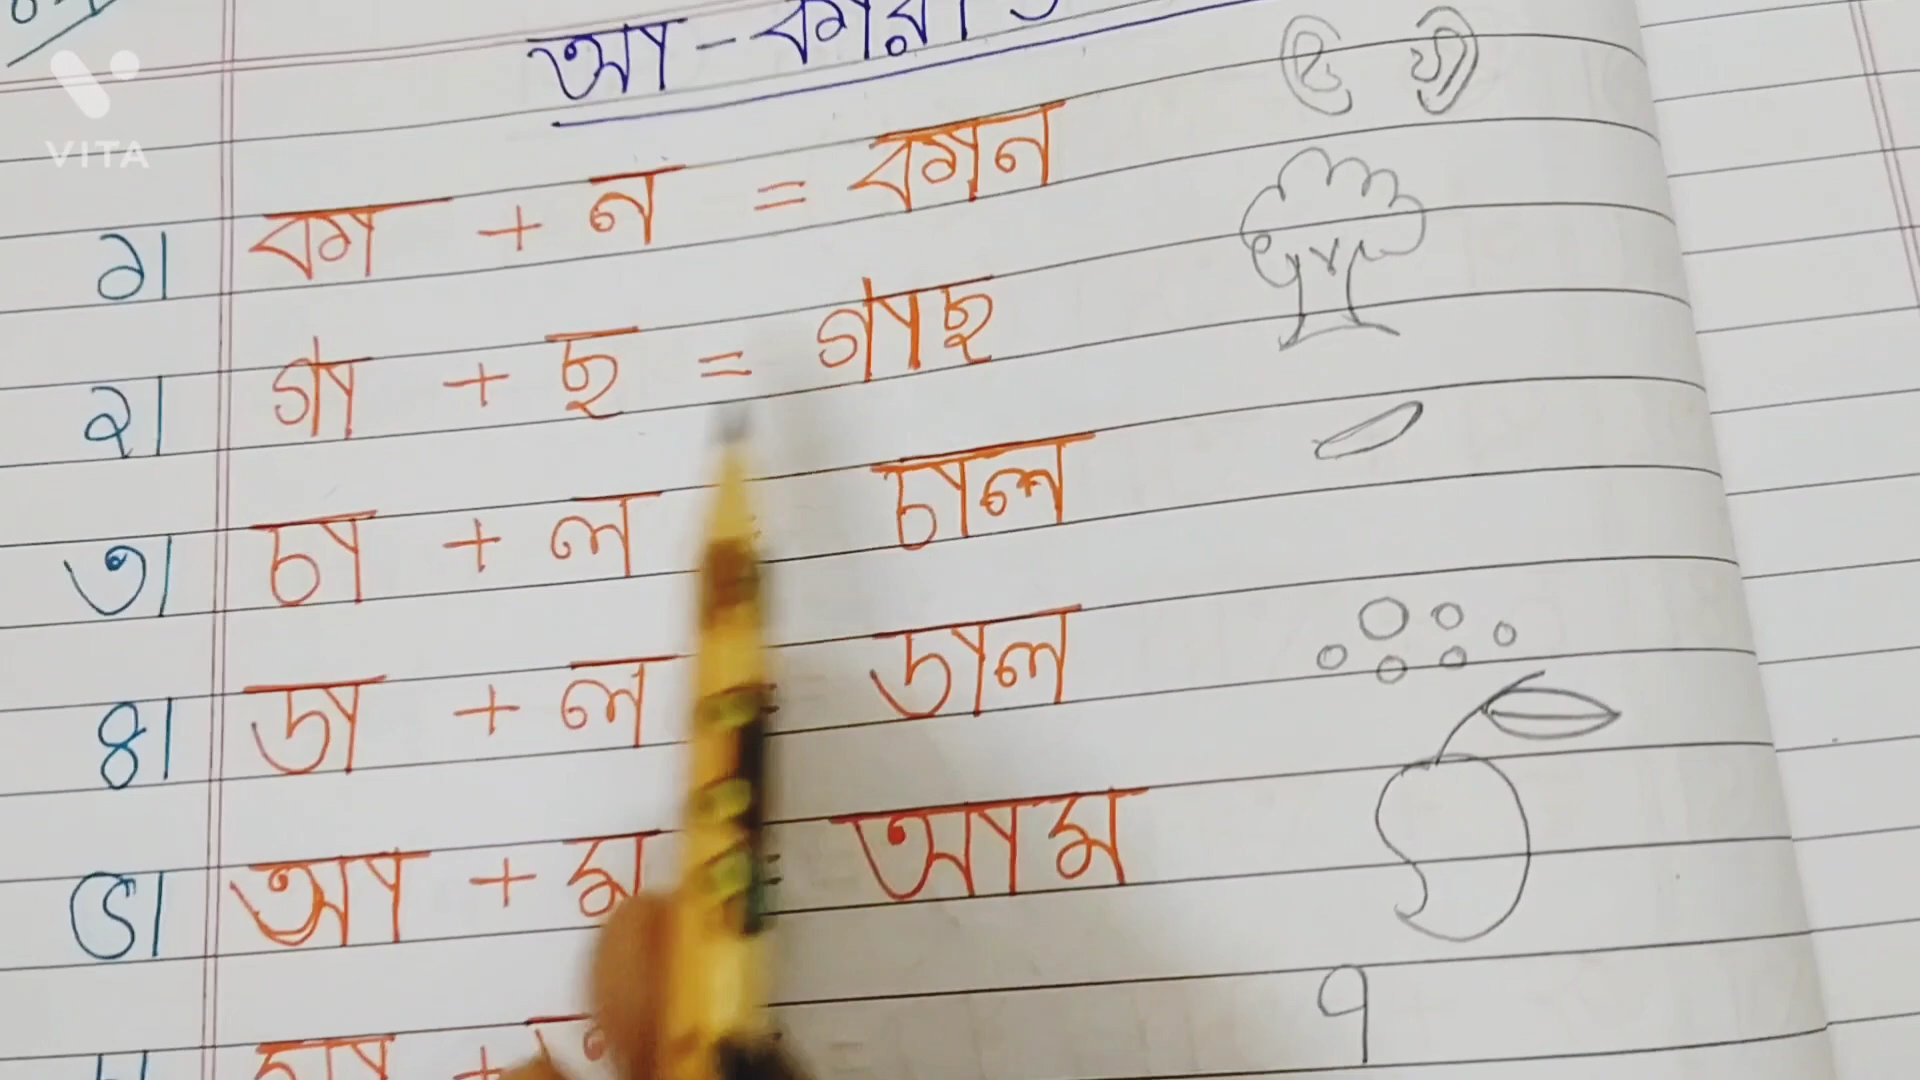 VITA
আ-কার
১। কা + ন = কান
২। গা + ছ = গাছ
৩। চা + ল = চাল
৪। ডা + ল = ডাল
৫। আ + ম = আম